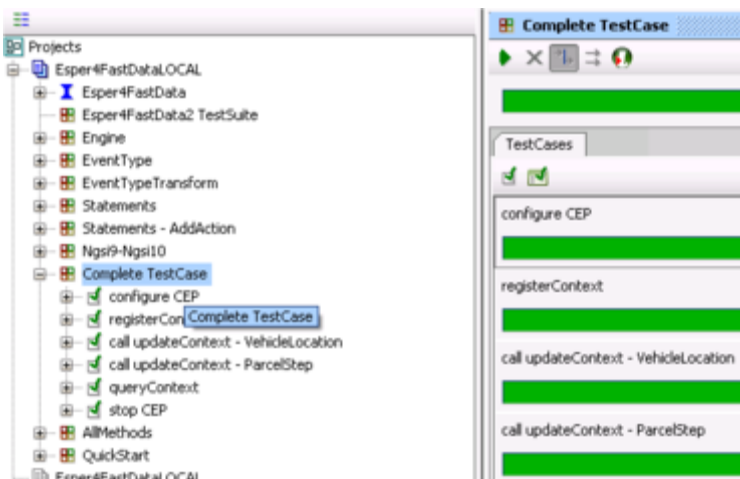 Projects
Esper4FastDataLOCAL
Esper4FastData
Esper4FastData2 TestSuite
Engine
EventType
EventTypeTransform
Statements
Statements - AddAction
Ngsi9-Ngsi10
Complete TestCase
configure CEP
registerCon
Complete TestCase
call updateContext - VehicleLocation
call updateContext - ParcelStep
queryContext
stop CEP
AllMethods
QuickStart
Esper4FastDataLOCAL
Complete TestCase
TestCases
configure CEP
registerContext
call updateContext - VehicleLocation
call updateContext - ParcelStep